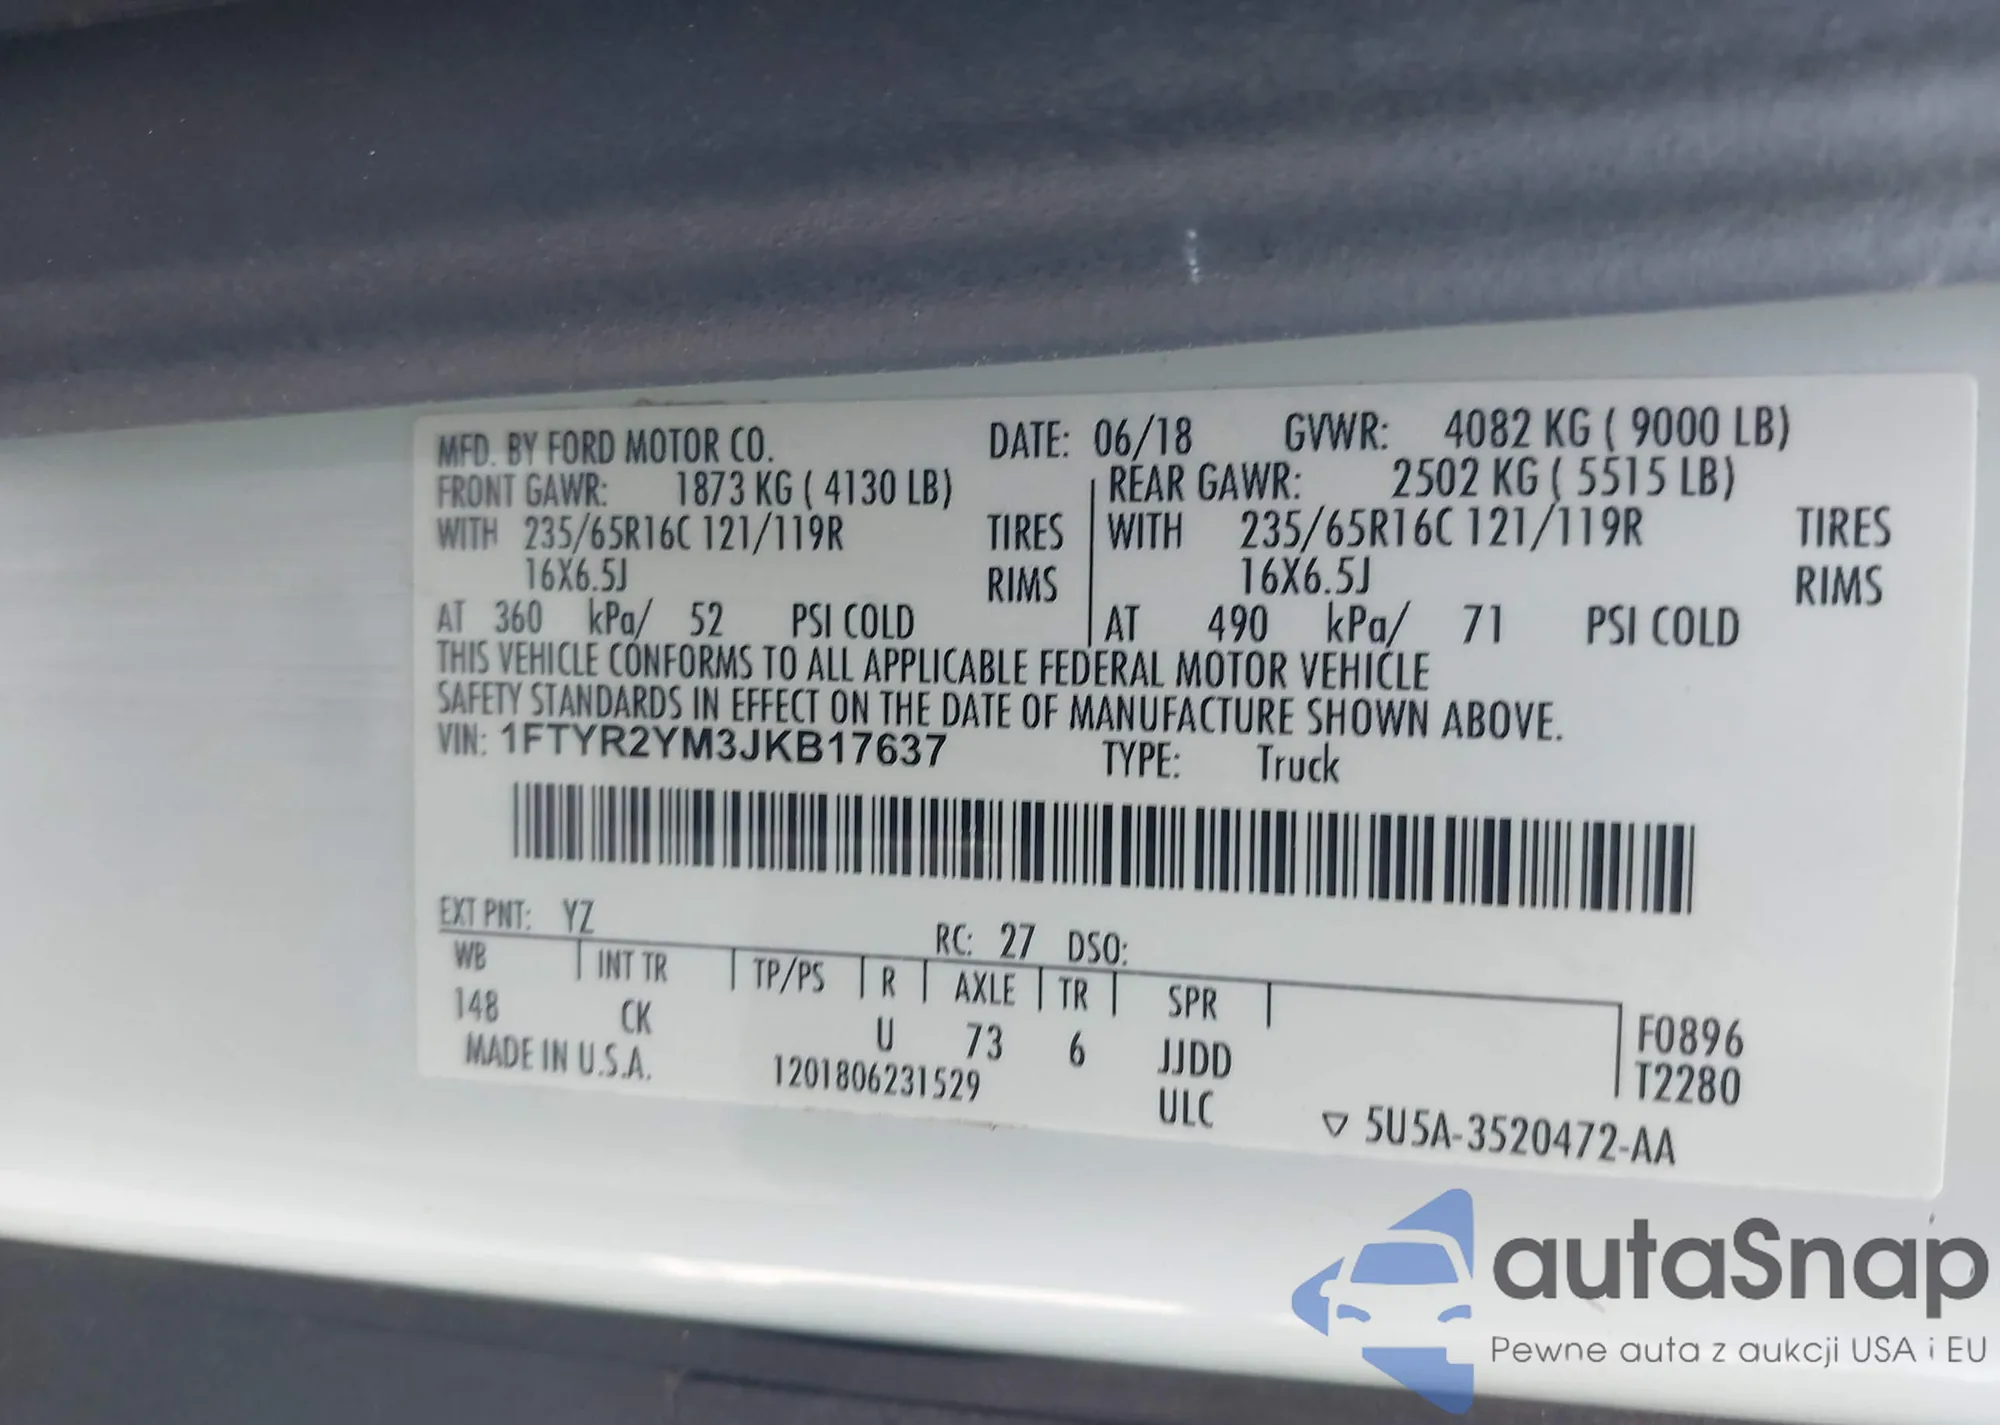 MFD. BY FORD MOTOR CO. DATE: 06/18 GVWR: 4082 KG ( 9000 LB)
FRONT GAWR: 1873 KG ( 4130 LB) REAR GAWR: 2502 KG ( 5515 LB)
WITH 235/65R16C 121/119R TIRES WITH 235/65R16C 121/119R TIRES
16X6.5J RIMS 16X6.5J RIMS
AT 360 kPa/ 52 PSI COLD AT 490 kPa/ 71 PSI COLD
THIS VEHICLE CONFORMS TO ALL APPLICABLE FEDERAL MOTOR VEHICLE
SAFETY STANDARDS IN EFFECT ON THE DATE OF MANUFACTURE SHOWN ABOVE.
VIN: 1FTYR2YM3JKB17637 TYPE: Truck
EXT PNT: YZ RC: 27 DSO:
WB INT TR TP/PS R AXLE TR SPR
148 CK U 73 6 JJDD F0896
MADE IN U.S.A. 1201806231529 ULC T2280
▽ 5U5A-3520472-AA
autaSnap
Pewne auta z aukcji USA i EU